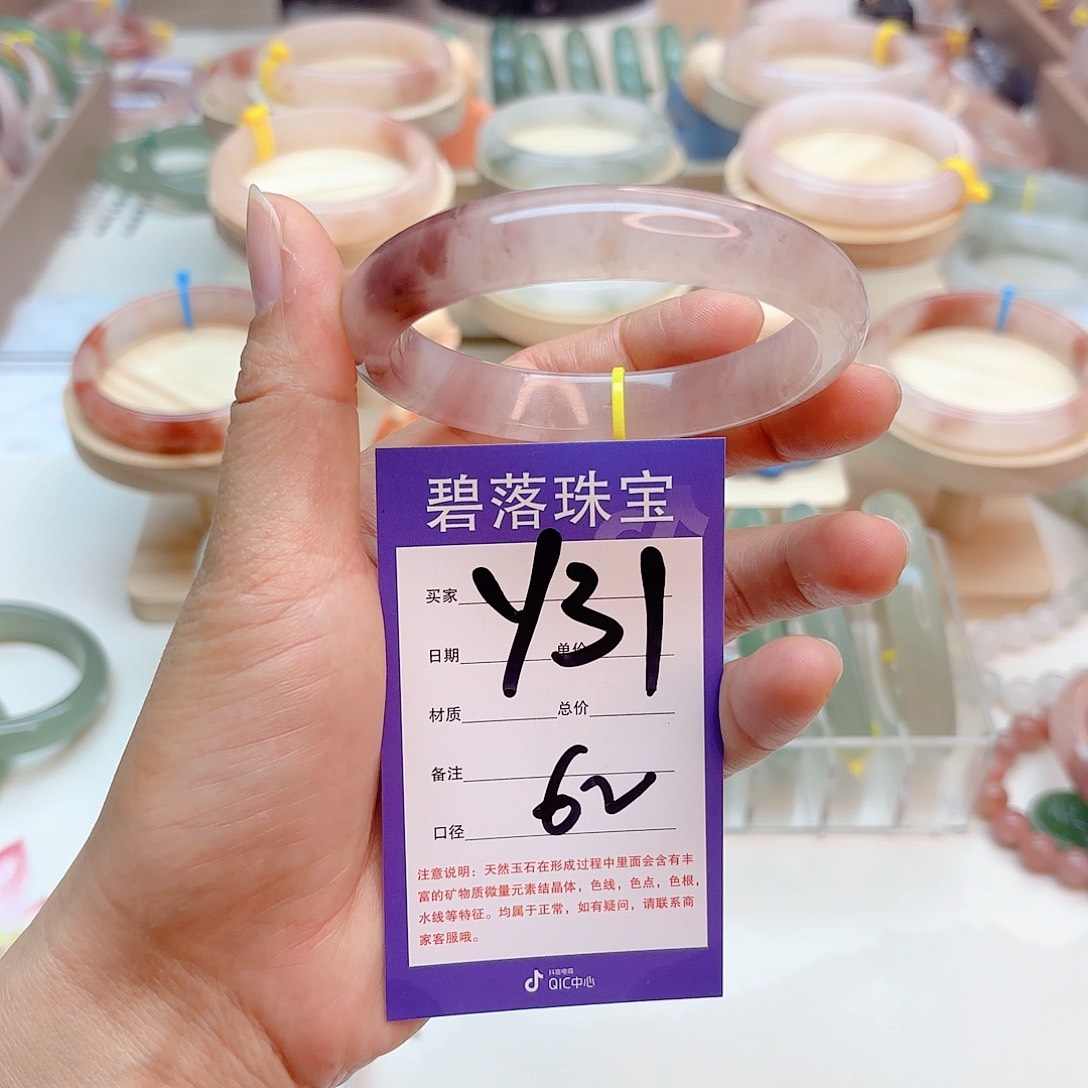 碧落珠宝
买家
Y31
日期 单价
材质 总价
备注
62
口径
注意说明：天然玉石在形成过程中里面会含有丰
富的矿物质微量元素结晶体，色线，色点，色根，
水线等特征。均属于正常，如有疑问，请联系商
家客服哦。
抖音电商
QIC中心